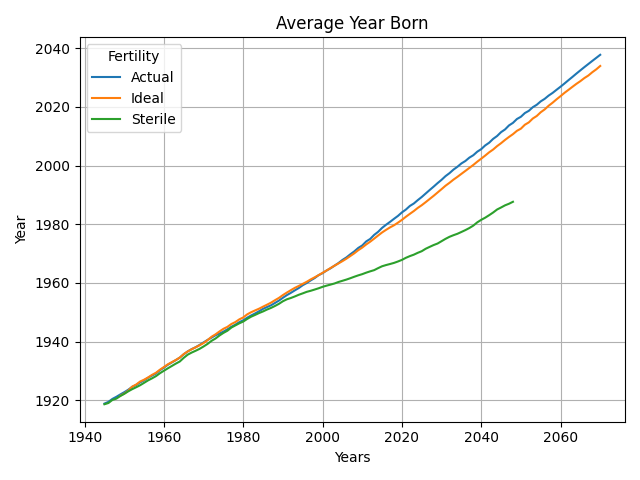 Average Year Born
Fertility
Actual
Ideal
Sterile
2040
2020
2000
1980
1960
1940
1920
Year
1940 1960 1980 2000 2020 2040 2060
Years